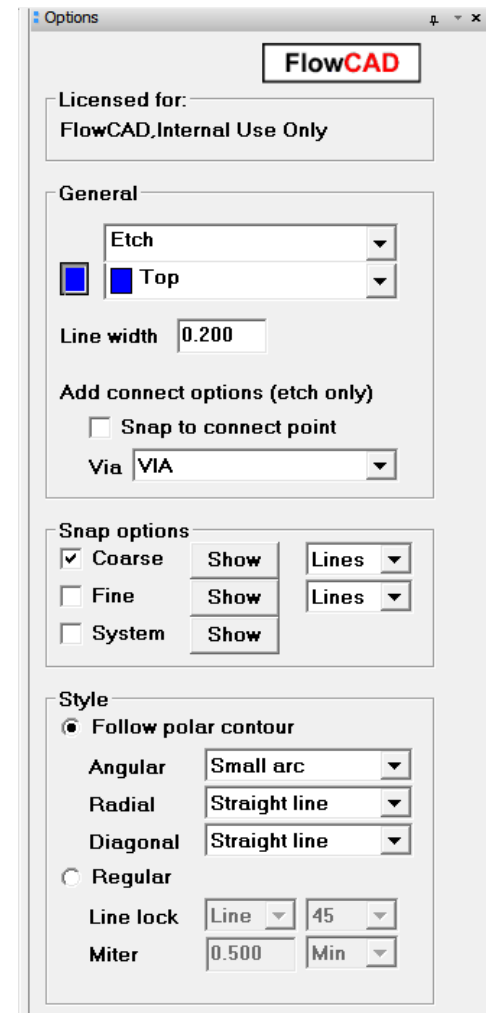 Options
FlowCAD
Licensed for:
FlowCAD,Internal Use Only
General
Etch
Top
Line width 0.200
Add connect options (etch only)
Snap to connect point
Via VIA
Snap options
Coarse Show Lines
Fine Show Lines
System Show
Style
Follow polar contour
Angular Small arc
Radial Straight line
Diagonal Straight line
Regular
Line lock Line 45
Miter 0.500 Min